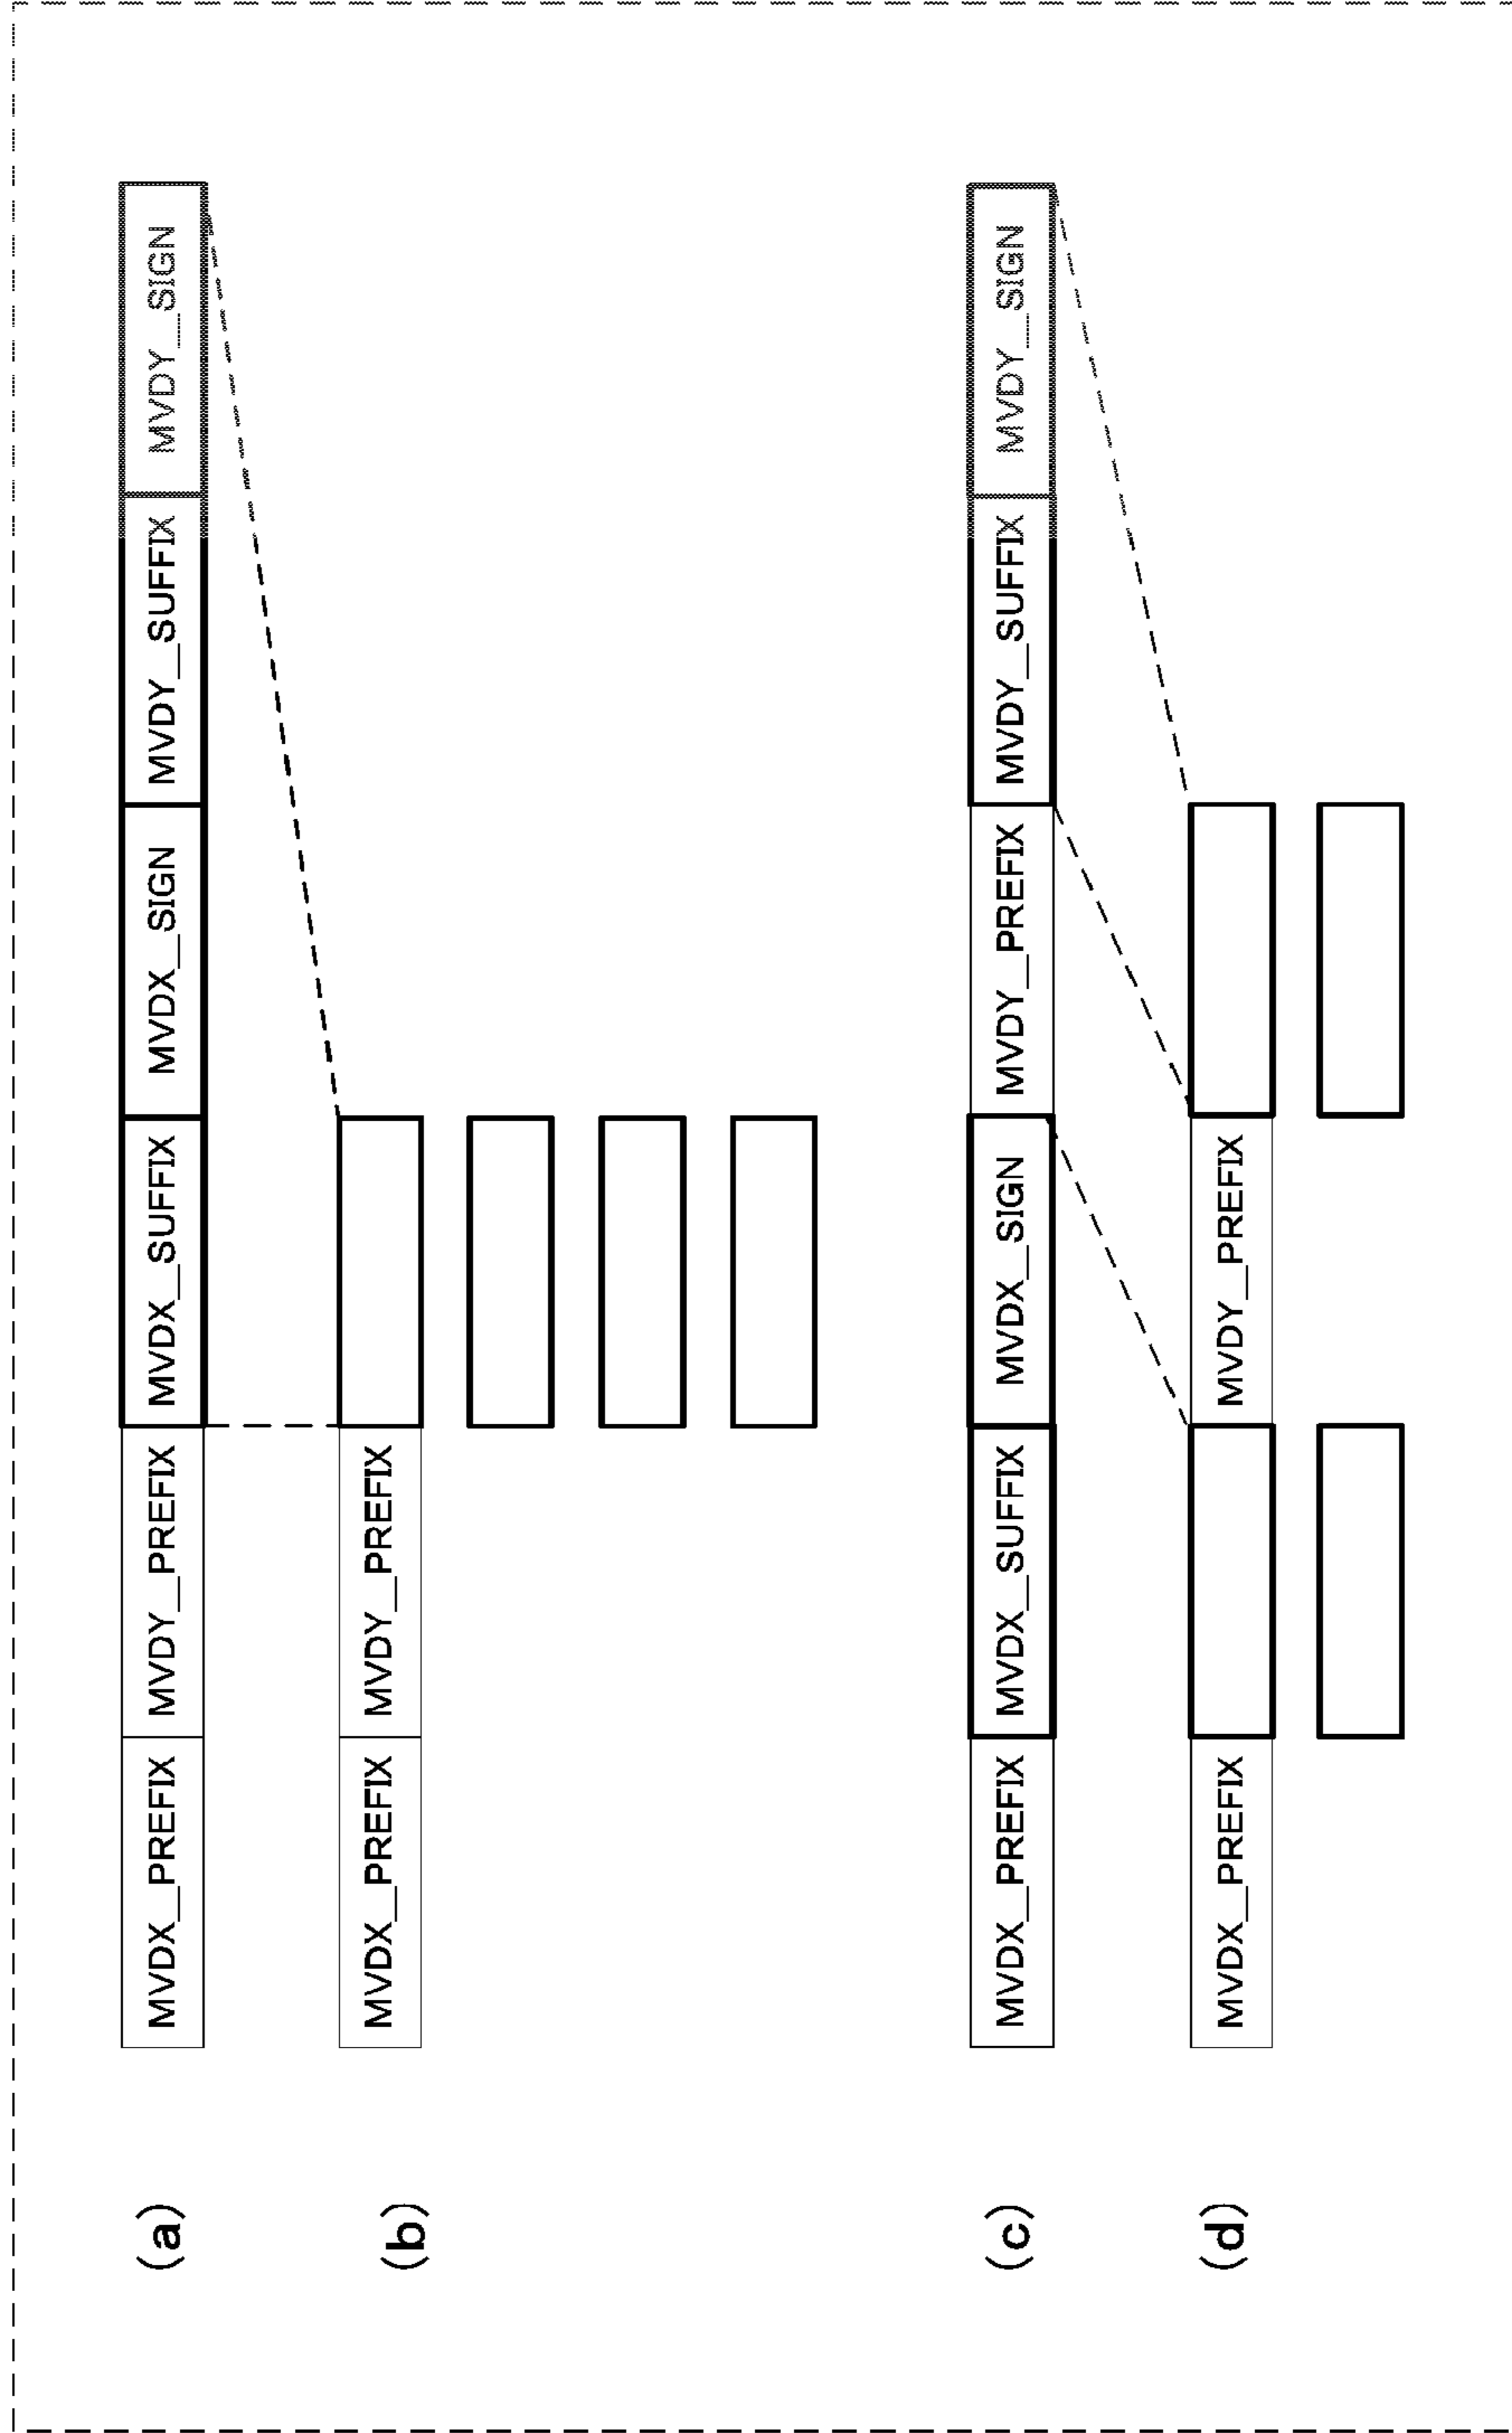 (a) MVDX_PREFIX MVDY_PREFIX MVDX_SUFFIX MVDX_SIGN MVDY_SUFFIX MVDY_SIGN
(b) MVDX_PREFIX MVDY_PREFIX
(c) MVDX_PREFIX MVDX_SUFFIX MVDX_SIGN MVDY_PREFIX MVDY_SUFFIX MVDY_SIGN
(d) MVDX_PREFIX MVDY_PREFIX